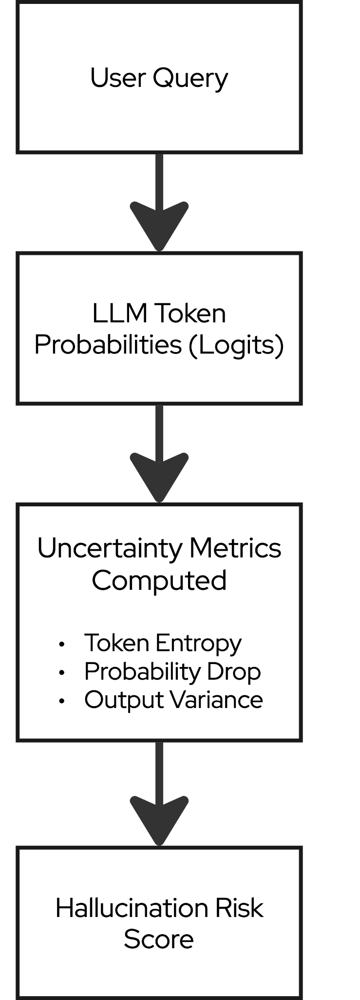 User Query
LLM Token
Probabilities (Logits)
Uncertainty Metrics
Computed
• Token Entropy
• Probability Drop
• Output Variance
Hallucination Risk
Score